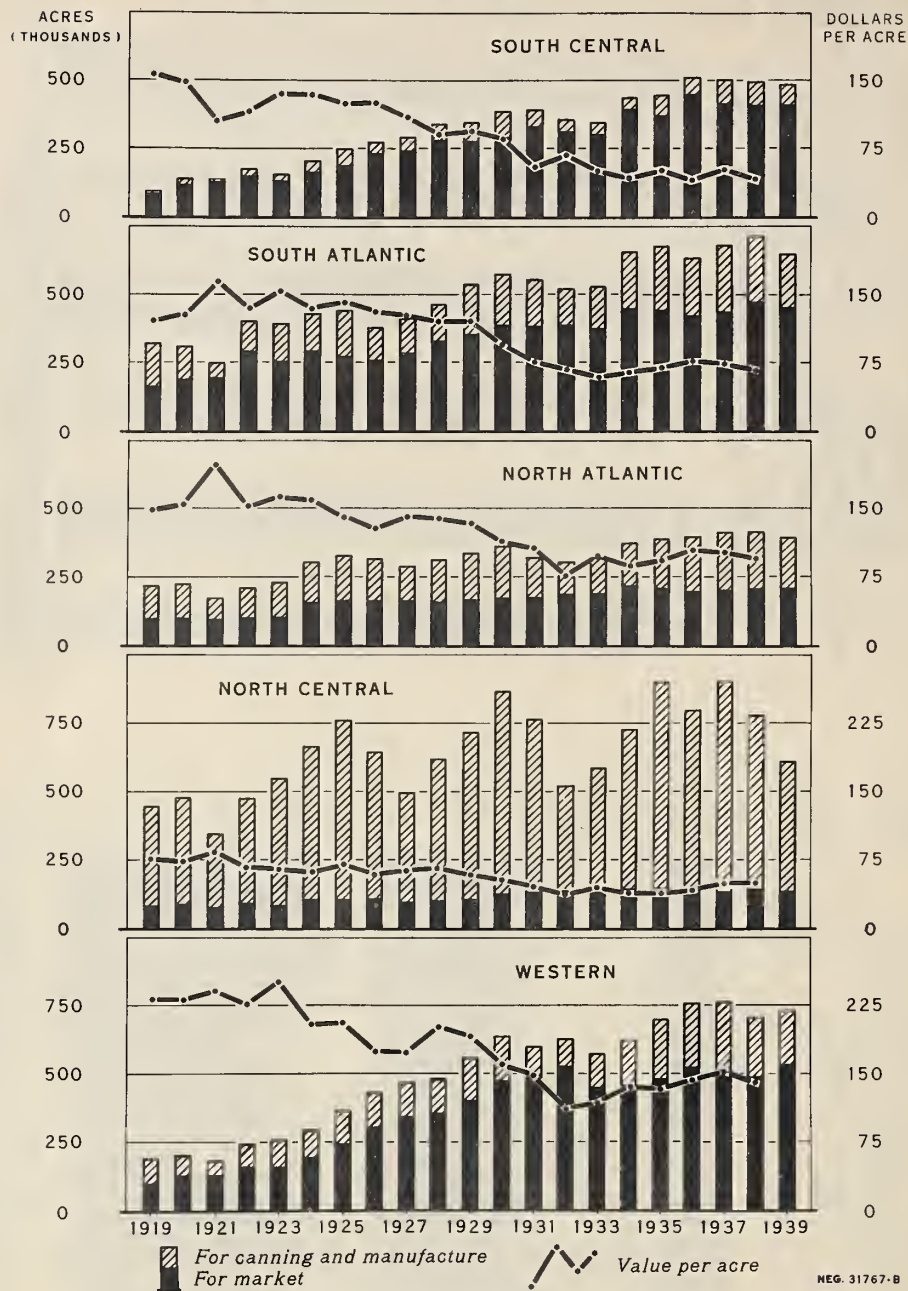 ACRES
(THOUSANDS)
DOLLARS
PER ACRE
SOUTH CENTRAL
500
250
0
150
75
0
SOUTH ATLANTIC
500
250
0
150
75
0
NORTH ATLANTIC
500
250
0
150
75
0
NORTH CENTRAL
750
500
250
0
225
150
75
0
WESTERN
750
500
250
0
225
150
75
0
1919 1921 1923 1925 1927 1929 1931 1933 1935 1937 1939
For canning and manufacture
For market
Value per acre
NEG. 31767-B